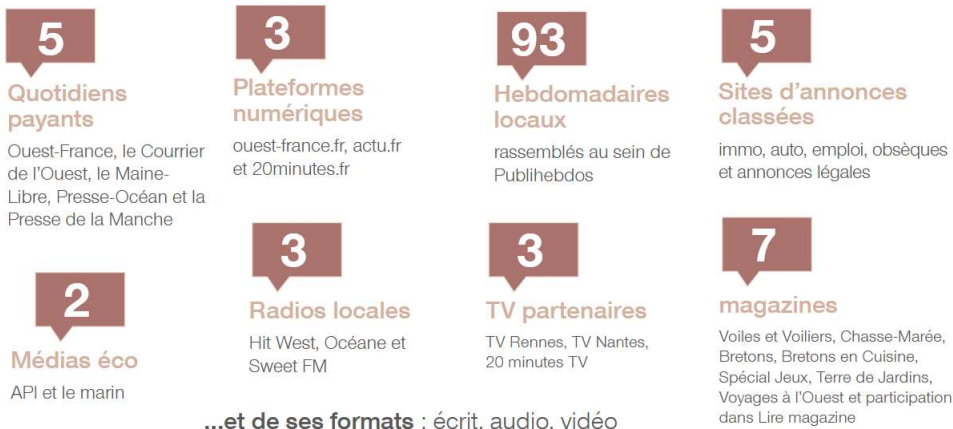 5
Quotidiens
payants
Ouest-France, le Courrier
de l'Ouest, le Maine-
Libre, Presse-Océan et la
Presse de la Manche
3
Plateformes
numériques
ouest-france.fr, actu.fr
et 20minutes.fr
93
Hebdomadaires
locaux
rassemblés au sein de
Publihebdos
5
Sites d'annonces
classées
immo, auto, emploi, obsèques
et annonces légales
2
Médias éco
API et le marin
3
Radios locales
Hit West, Océane et
Sweet FM
3
TV partenaires
TV Rennes, TV Nantes,
20 minutes TV
7
magazines
Voiles et Voiliers, Chasse-Marée,
Bretons, Bretons en Cuisine,
Spécial Jeux, Terre de Jardins,
Voyages à l'Ouest et participation
dans Lire magazine
...et de ses formats : écrit, audio, vidéo